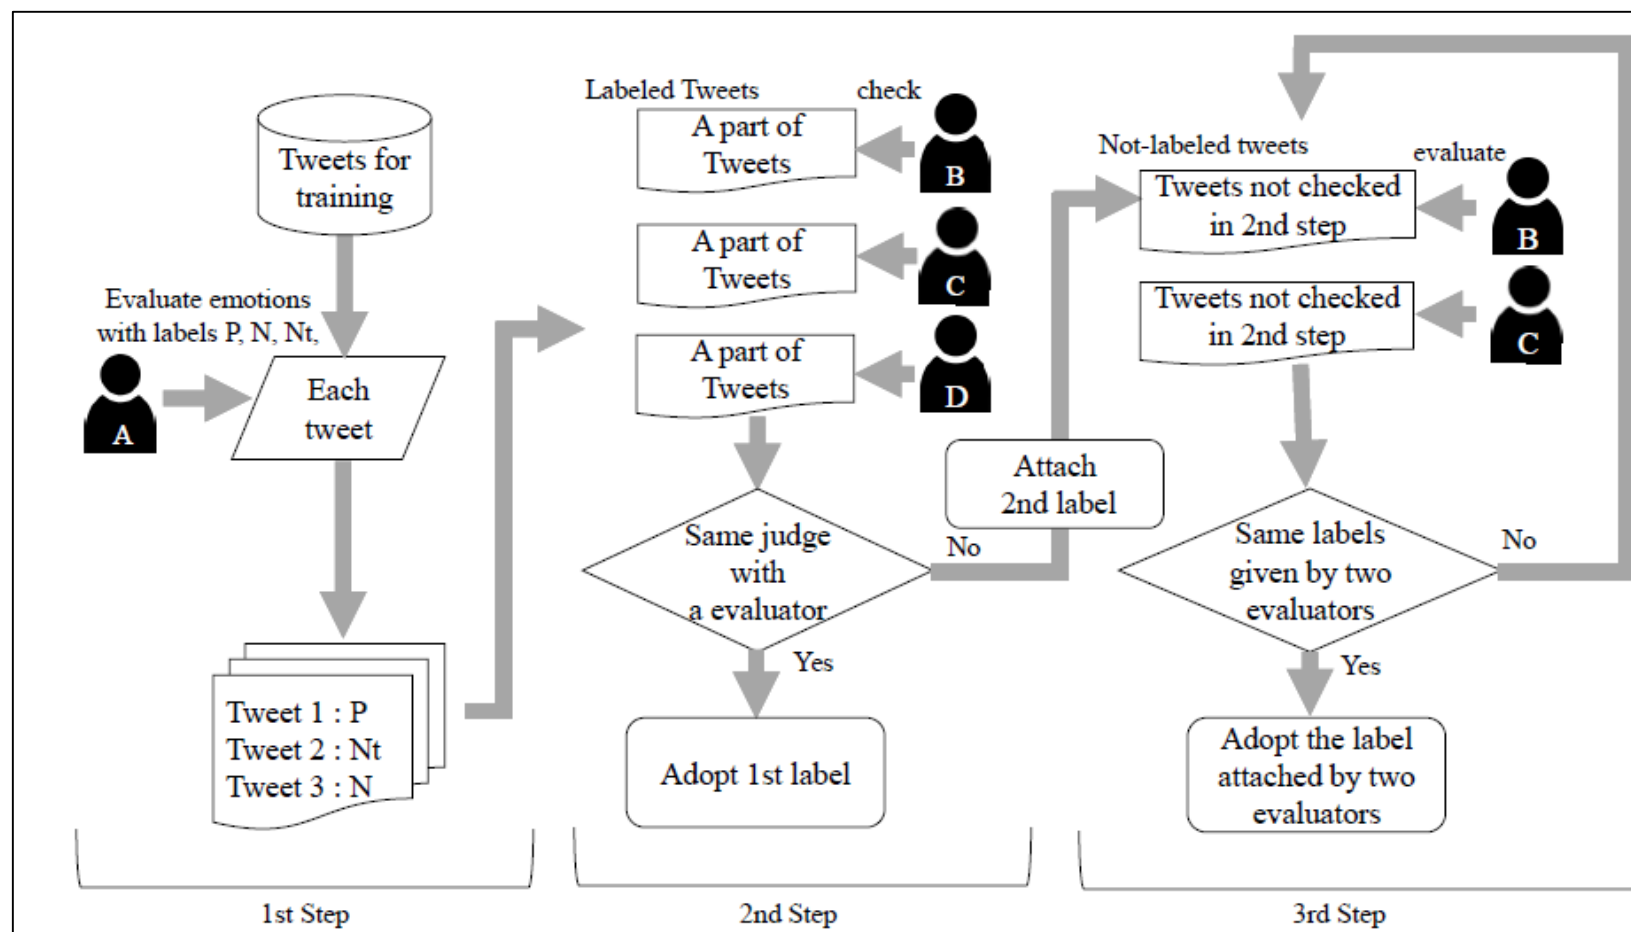 Tweets for
training
Evaluate emotions
with labels P, N, Nt,
A
Each
tweet
Tweet 1 : P
Tweet 2 : Nt
Tweet 3 : N
1st Step
Labeled Tweets
check
A part of
Tweets
B
A part of
Tweets
C
A part of
Tweets
D
Same judge
with
a evaluator
No
Attach
2nd label
Yes
Adopt 1st label
2nd Step
Not-labeled tweets
evaluate
Tweets not checked
in 2nd step
B
Tweets not checked
in 2nd step
C
Same labels
given by two
evaluators
No
Yes
Adopt the label
attached by two
evaluators
3rd Step